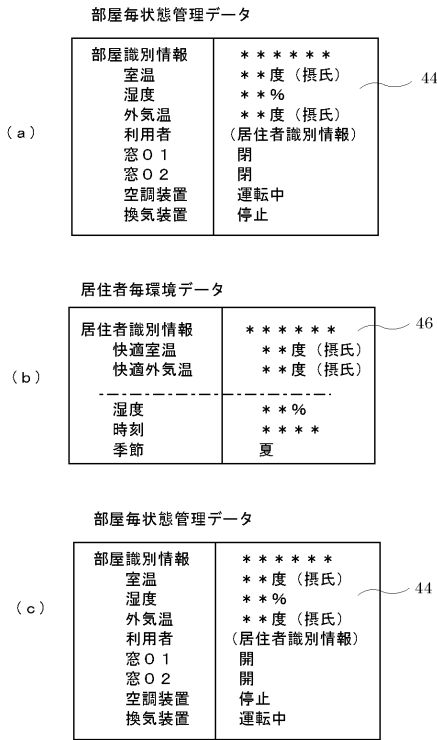 部屋毎状態管理データ
部屋識別情報 ＊＊＊＊＊＊
室温 ＊＊度（摂氏）
44
湿度 ＊＊%
外気温 ＊＊度（摂氏）
（a） 利用者 （居住者識別情報）
窓０１ 閉
窓０２ 閉
空調装置 運転中
換気装置 停止
居住者毎環境データ
居住者識別情報 ＊＊＊＊＊＊
46
快適室温 ＊＊度（摂氏）
（b） 快適外気温 ＊＊度（摂氏）
湿度 ＊＊%
時刻 ＊＊＊＊
季節 夏
部屋毎状態管理データ
部屋識別情報 ＊＊＊＊＊＊
室温 ＊＊度（摂氏）
44
湿度 ＊＊%
（c） 外気温 ＊＊度（摂氏）
利用者 （居住者識別情報）
窓０１ 開
窓０２ 開
空調装置 停止
換気装置 運転中